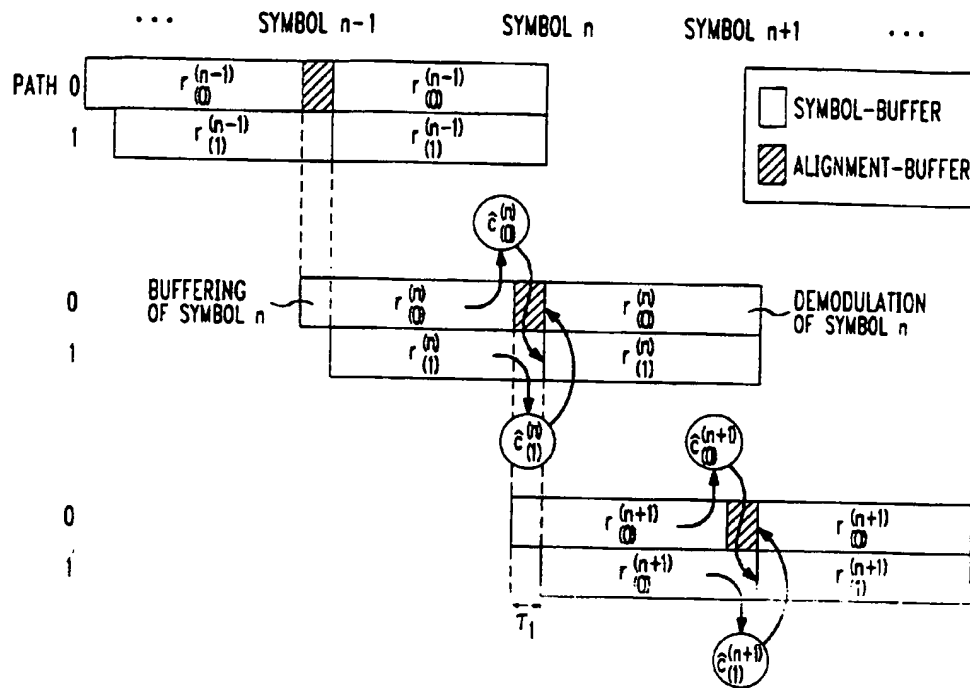 ... SYMBOL n-1 SYMBOL n SYMBOL n+1 ...
PATH 0 r (n-1) (0) r (n-1) (0)
1 r (n-1) (1) r (n-1) (1)
SYMBOL-BUFFER
ALIGNMENT-BUFFER
ĉ (n) (0)
BUFFERING OF SYMBOL n
0 r (n) (0) r (n) (0)
DEMODULATION OF SYMBOL n
1 r (n) (1) r (n) (1)
ĉ (n) (1)
ĉ (n+1) (0)
0 r (n+1) (0) r (n+1) (0)
1 r (n+1) (0) r (n+1) (1)
τ1
ĉ (n+1) (1)